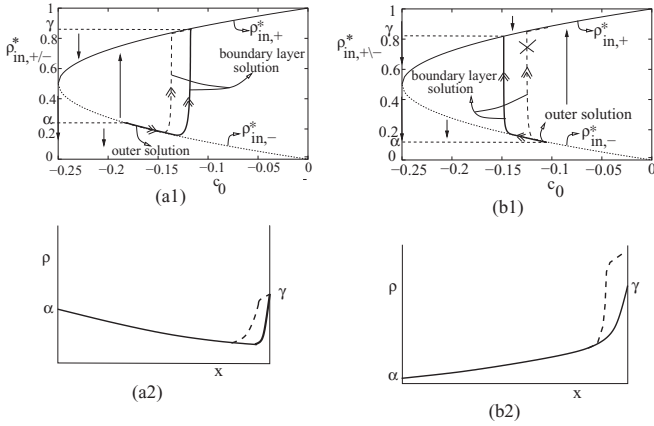 1
γ
ρ*in,+/−
0.8
0.6
0.4
α
0.2
0
−0.25
−0.2
−0.15
−0.1
−0.05
0
c0
ρ*in,+
boundary layer
solution
outer solution
ρ*in,−
(a1)
1
γ
ρ*in,+\−
0.8
0.6
0.4
0.2
α
0
−0.25
−0.2
−0.15
−0.1
−0.05
0
c0
ρ*in,+
boundary layer
solution
outer solution
ρ*in,−
(b1)
ρ
α
γ
x
(a2)
ρ
α
γ
x
(b2)